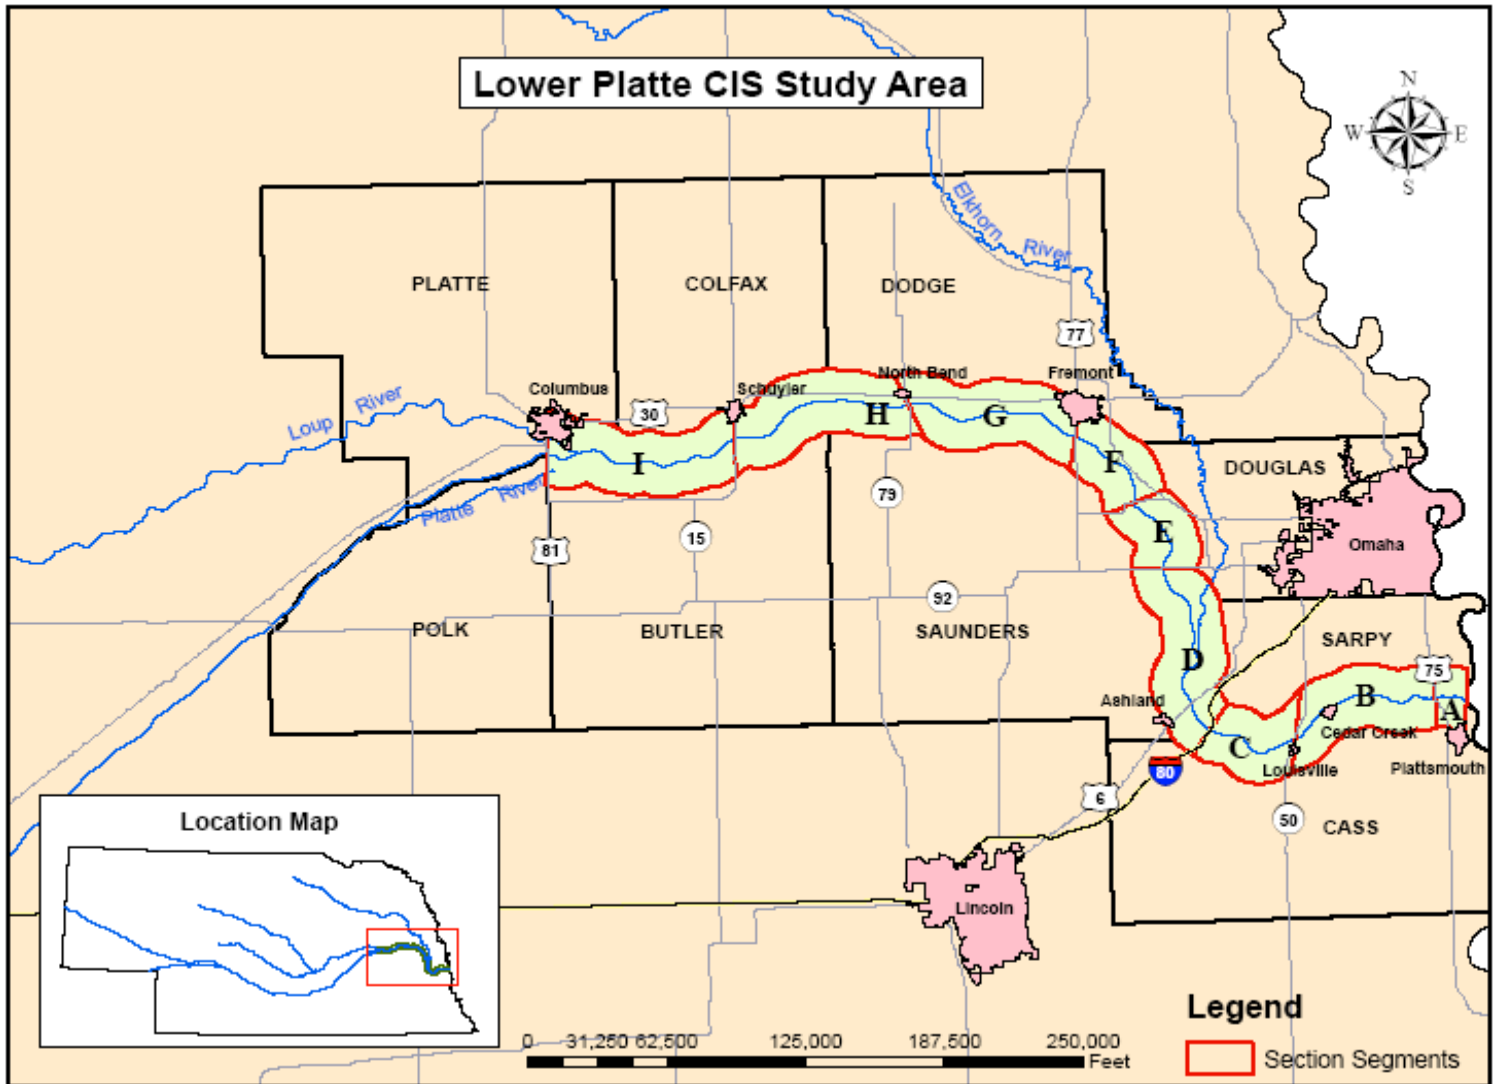 Lower Platte CIS Study Area
N
W E
S
Elkhorn River
PLATTE
COLFAX
DODGE
77
Columbus
Schuyler
North Bend
Fremont
30
Loup River
H
G
I
F
DOUGLAS
79
Platte River
15
E
81
Omaha
92
POLK
BUTLER
SAUNDERS
SARPY
D
75
Ashland
B
A
C
Cedar Creek
Louisville
Plattsmouth
80
6
50
CASS
Location Map
Lincoln
Legend
0 31,250 62,500 125,000 187,500 250,000
Feet
Section Segments